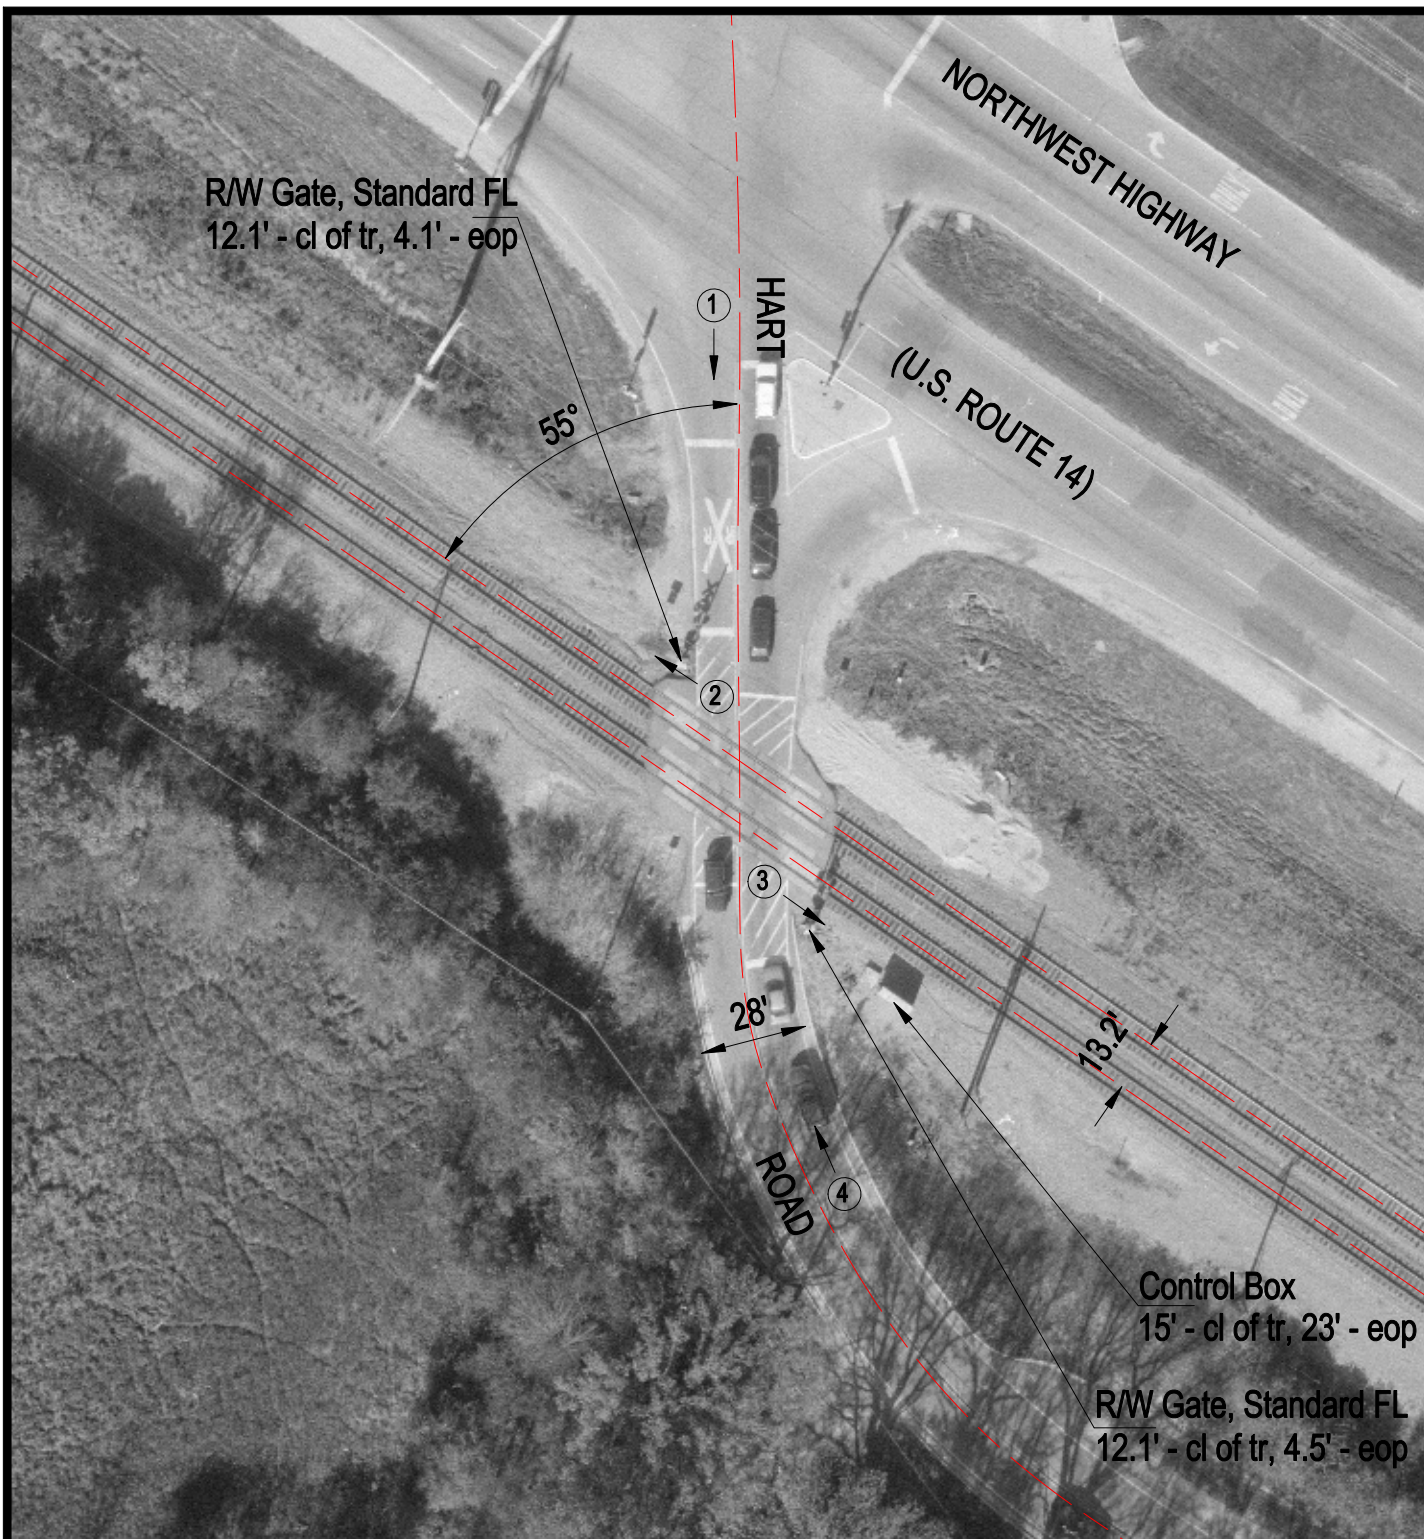 NORTHWEST HIGHWAY
R/W Gate, Standard FL
12.1' - cl of tr, 4.1' - eop
HART
1
(U.S. ROUTE 14)
55°
2
3
28'
13.2'
ROAD
4
Control Box
15' - cl of tr, 23' - eop
R/W Gate, Standard FL
12.1' - cl of tr, 4.5' - eop